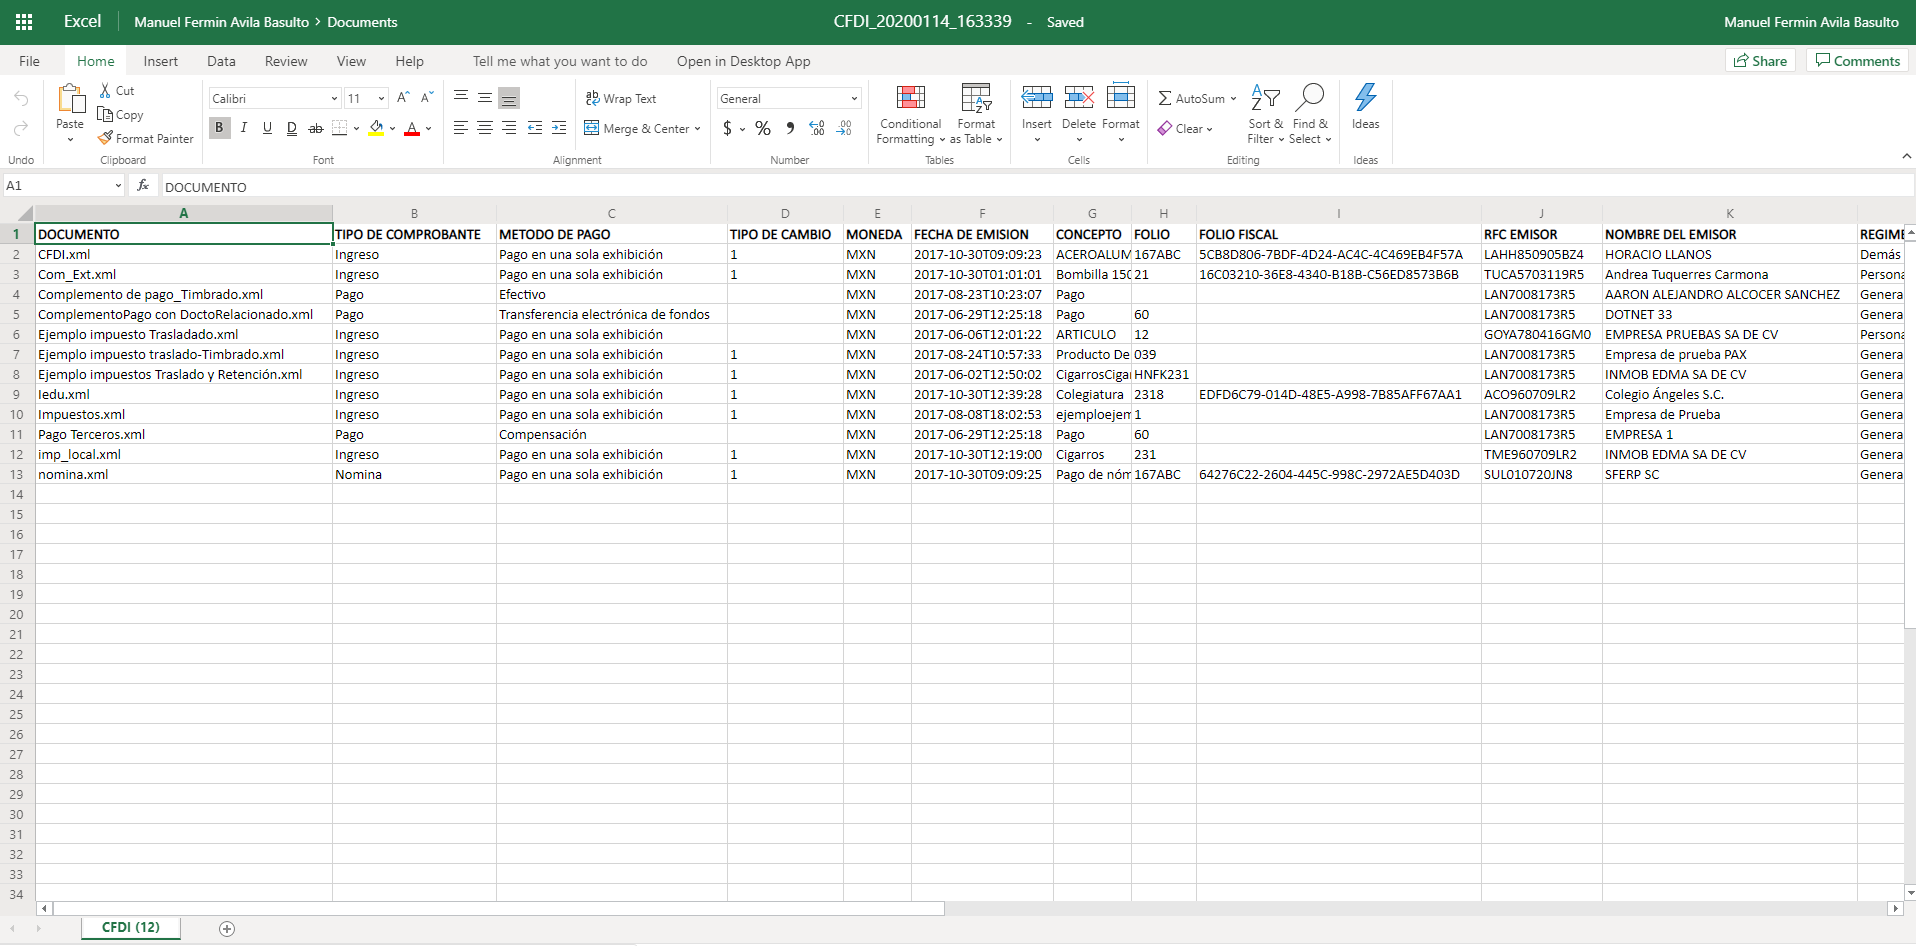 Excel Manuel Fermin Avila Basulto > Documents CFDI_20200114_163339 - Saved Manuel Fermin Avila Basulto
File Home Insert Data Review View Help Tell me what you want to do Open in Desktop App Share Comments
Paste Cut Copy Format Painter
Calibri 11
B I U D ab A
Wrap Text
Merge & Center
General
$ % , .00 .00
Conditional Formatting Format as Table
Insert Delete Format
AutoSum Clear
Sort & Filter Find & Select
Ideas
Undo Clipboard Font Alignment Number Tables Cells Editing Ideas
A1 fx DOCUMENTO
A B C D E F G H I J K
1 DOCUMENTO TIPO DE COMPROBANTE METODO DE PAGO TIPO DE CAMBIO MONEDA FECHA DE EMISION CONCEPTO FOLIO FOLIO FISCAL RFC EMISOR NOMBRE DEL EMISOR REGIME
2 CFDI.xml Ingreso Pago en una sola exhibición 1 MXN 2017-10-30T09:09:23 ACEROALUM 167ABC 5CB8D806-7BDF-4D24-AC4C-4C469EB4F57A LAHH850905BZ4 HORACIO LLANOS Demás
3 Com_Ext.xml Ingreso Pago en una sola exhibición 1 MXN 2017-10-30T01:01:01 Bombilla 150 21 16C03210-36E8-4340-B18B-C56ED8573B6B TUCA5703119R5 Andrea Tuquerres Carmona Persona
4 Complemento de pago_Timbrado.xml Pago Efectivo MXN 2017-08-23T10:23:07 Pago LAN7008173R5 AARON ALEJANDRO ALCOCER SANCHEZ Genera
5 ComplementoPago con DoctoRelacionado.xml Pago Transferencia electrónica de fondos MXN 2017-06-29T12:25:18 Pago 60 LAN7008173R5 DOTNET 33 Genera
6 Ejemplo impuesto Trasladado.xml Ingreso Pago en una sola exhibición MXN 2017-06-06T12:01:22 ARTICULO 12 GOYA780416GM0 EMPRESA PRUEBAS SA DE CV Persona
7 Ejemplo impuesto traslado-Timbrado.xml Ingreso Pago en una sola exhibición 1 MXN 2017-08-24T10:57:33 Producto De 039 LAN7008173R5 Empresa de prueba PAX Genera
8 Ejemplo impuestos Traslado y Retención.xml Ingreso Pago en una sola exhibición 1 MXN 2017-06-02T12:50:02 CigarrosCigar HNFK231 LAN7008173R5 INMOB EDMA SA DE CV Genera
9 Iedu.xml Ingreso Pago en una sola exhibición 1 MXN 2017-10-30T12:39:28 Colegiatura 2318 EDFD6C79-014D-48E5-A998-7B85AFF67AA1 ACO960709LR2 Colegio Ángeles S.C. Genera
10 Impuestos.xml Ingreso Pago en una sola exhibición 1 MXN 2017-08-08T18:02:53 ejemploejem 1 LAN7008173R5 Empresa de Prueba Genera
11 Pago Terceros.xml Pago Compensación MXN 2017-06-29T12:25:18 Pago 60 LAN7008173R5 EMPRESA 1 Genera
12 imp_local.xml Ingreso Pago en una sola exhibición 1 MXN 2017-10-30T12:19:00 Cigarros 231 TME960709LR2 INMOB EDMA SA DE CV Genera
13 nomina.xml Nomina Pago en una sola exhibición 1 MXN 2017-10-30T09:09:25 Pago de nóm 167ABC 64276C22-2604-445C-998C-2972AE5D403D SUL010720JN8 SFERP SC Genera
14
15
16
17
18
19
20
21
22
23
24
25
26
27
28
29
30
31
32
33
34
CFDI (12)